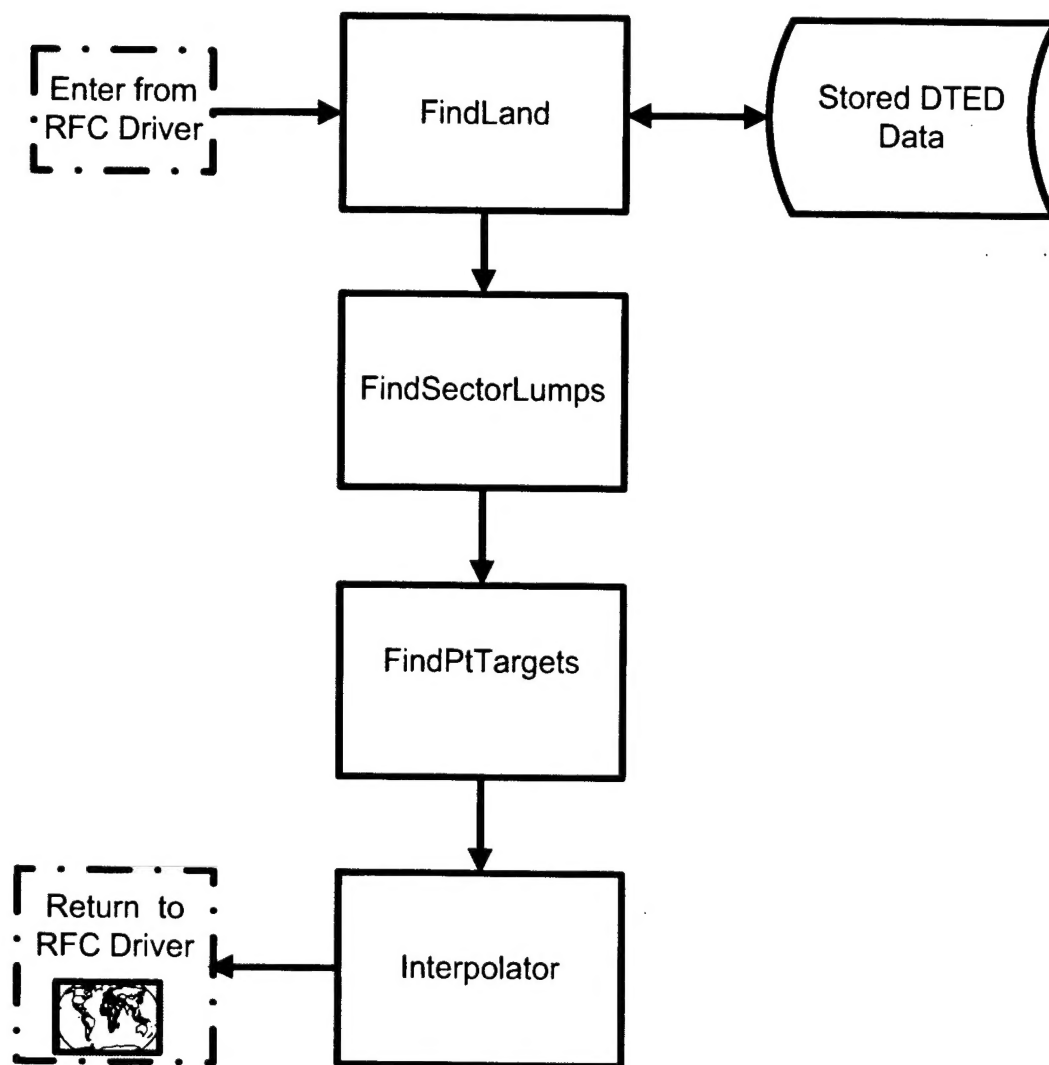 Enter from
RFC Driver
FindLand
Stored DTED
Data
FindSectorLumps
FindPtTargets
Return to
RFC Driver
Interpolator